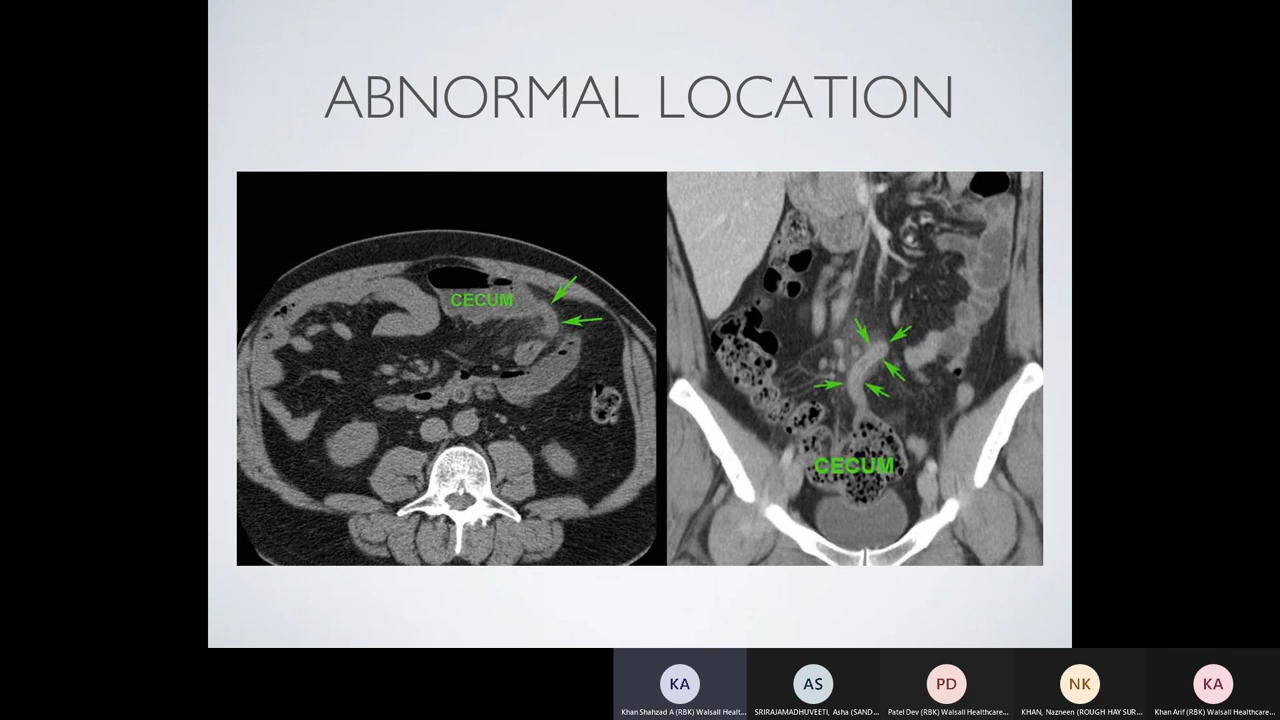 ABNORMAL LOCATION
CECUM
CECUM
KA
AS
PD
NK
KA
Khan Shahzad A (RBK) Walsall Healt...
SRIRAJAMADHUVEETI, Asha (SAND...
Patel Dev (RBK) Walsall Healthcare...
KHAN, Nazneen (ROUGH HAY SUR...
Khan Arif (RBK) Walsall Healthcare...